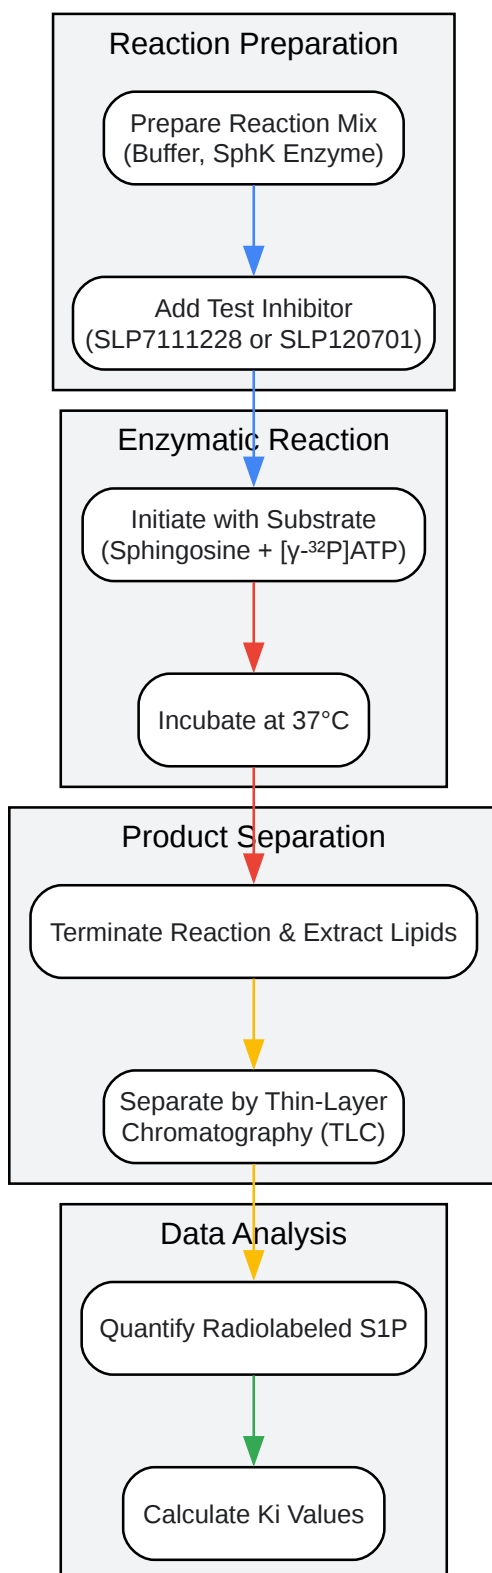 Reaction Preparation
Prepare Reaction Mix
(Buffer, SphK Enzyme)
Add Test Inhibitor
(SLP7111228 or SLP120701)
Enzymatic Reaction
Initiate with Substrate
(Sphingosine + [γ-³²P]ATP)
Incubate at 37°C
Product Separation
Terminate Reaction & Extract Lipids
Separate by Thin-Layer
Chromatography (TLC)
Data Analysis
Quantify Radiolabeled S1P
Calculate Ki Values